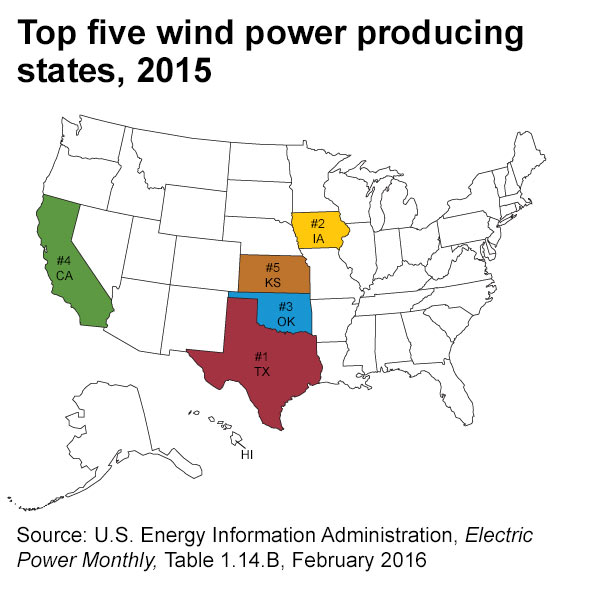 Top five wind power producing
states, 2015
#2
IA
#4
CA
#5
KS
#3
OK
#1
TX
HI
Source: U.S. Energy Information Administration, Electric
Power Monthly, Table 1.14.B, February 2016